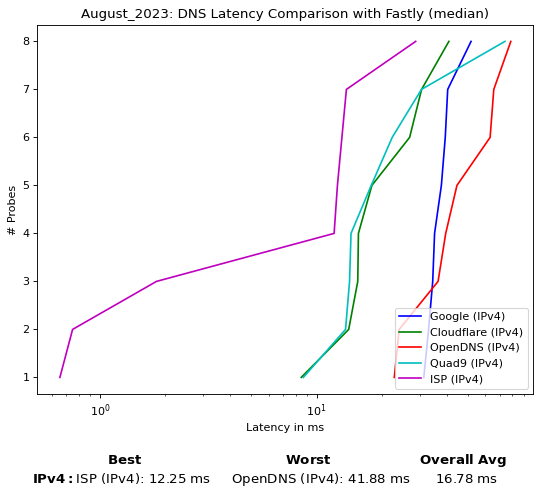 August_2023: DNS Latency Comparison with Fastly (median)
8
7
6
5
4
3
2
1
# Probes
10⁰
10¹
Latency in ms
Google (IPv4)
Cloudflare (IPv4)
OpenDNS (IPv4)
Quad9 (IPv4)
ISP (IPv4)
Best Worst Overall Avg
IPv4: ISP (IPv4): 12.25 ms OpenDNS (IPv4): 41.88 ms 16.78 ms